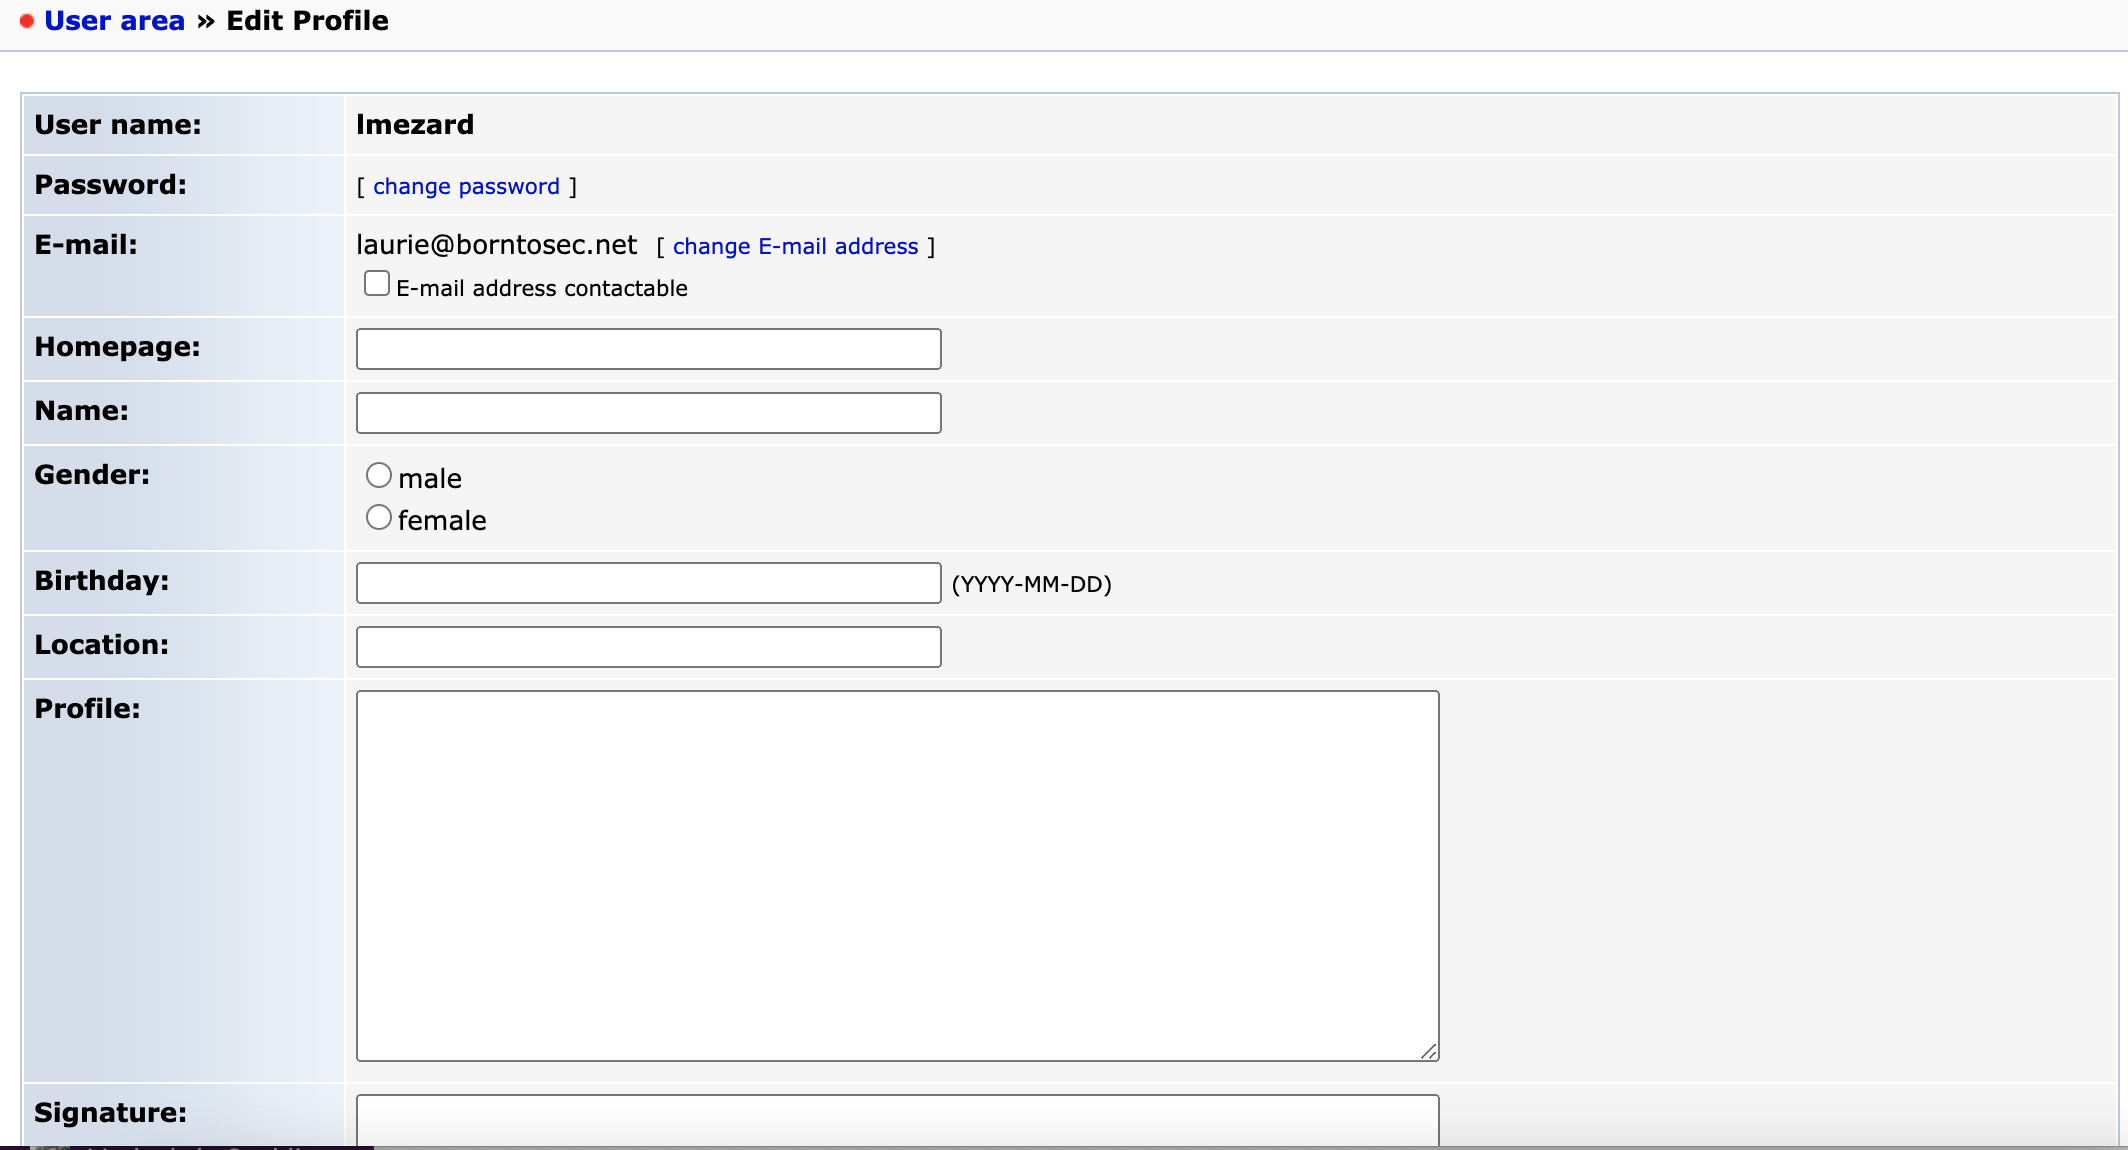 User area » Edit Profile
User name: lmezard
Password: [ change password ]
E-mail: laurie@borntosec.net [ change E-mail address ]
E-mail address contactable
Homepage:
Name:
Gender: male
female
Birthday: (YYYY-MM-DD)
Location:
Profile:
Signature: